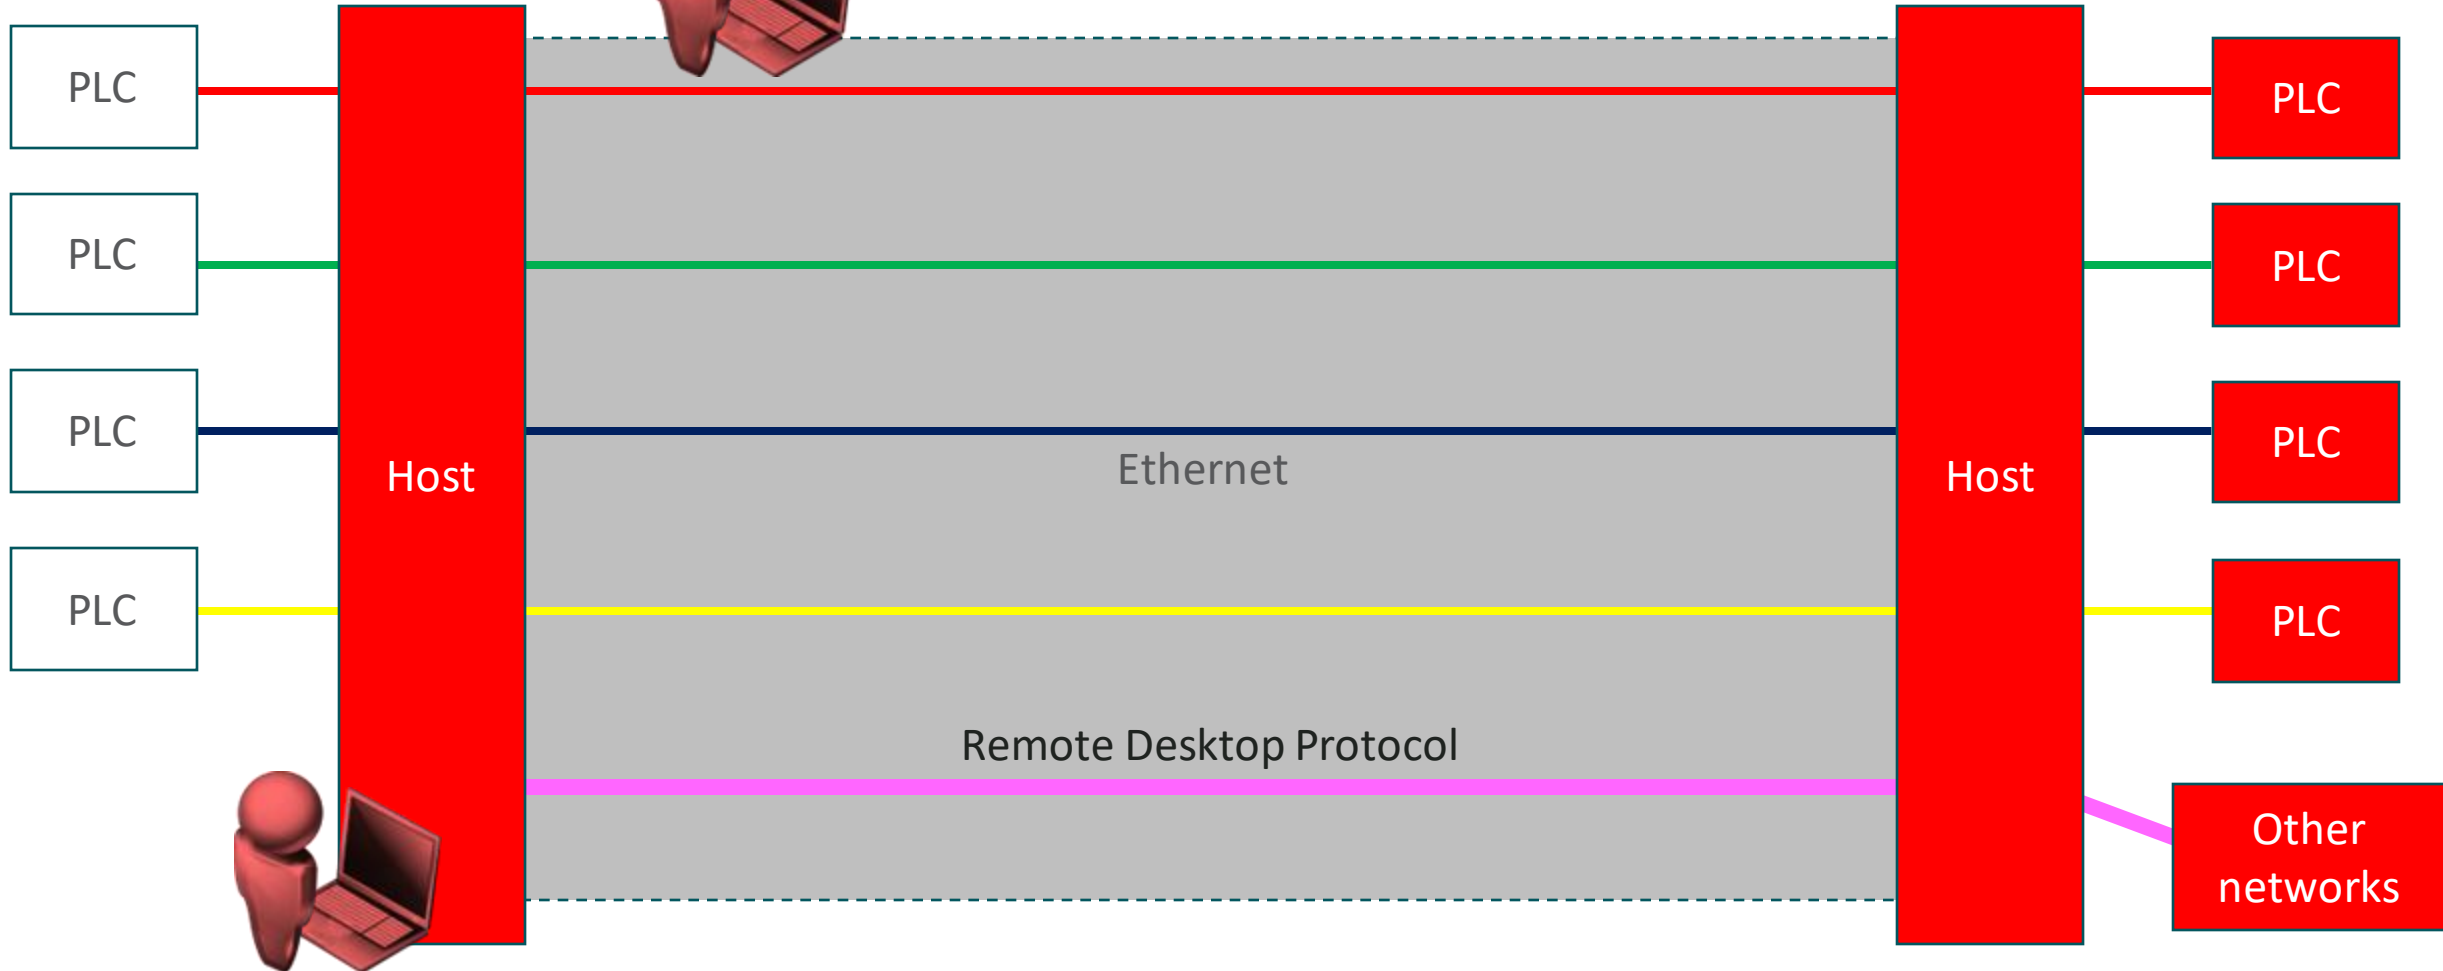 PLC
PLC
PLC
PLC
Host
Ethernet
Remote Desktop Protocol
Host
PLC
PLC
PLC
PLC
Other
networks